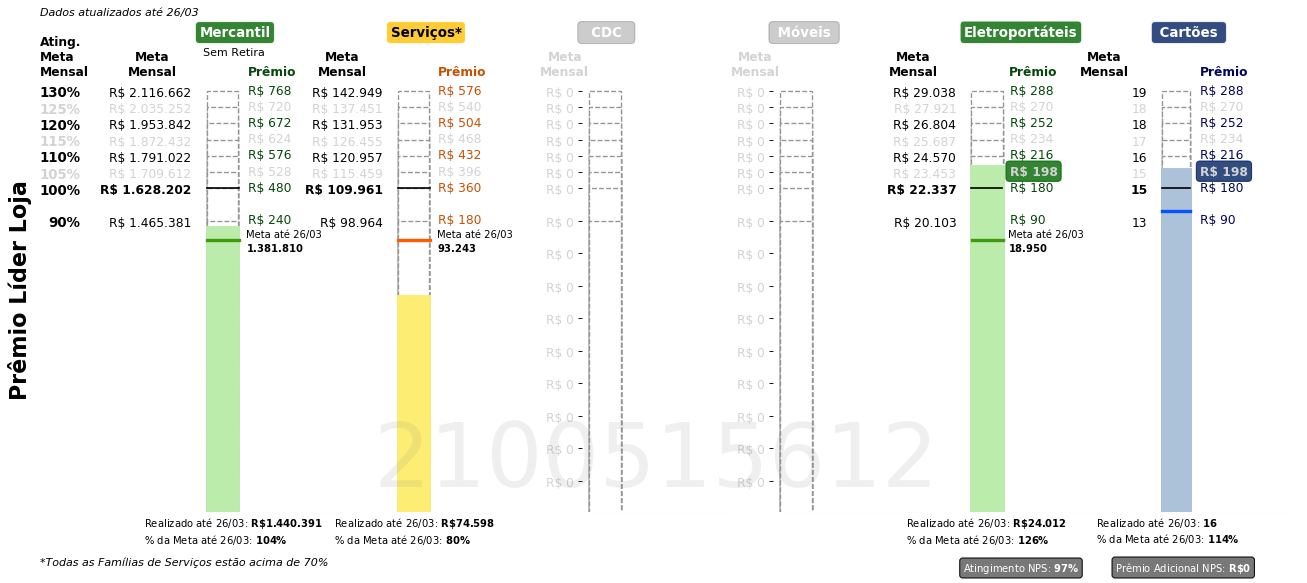 Dados atualizados até 26/03
Mercantil Serviços* CDC Móveis Eletroportáteis Cartões
Sem Retira
Ating. Meta Mensal Meta Mensal Prêmio Meta Mensal Prêmio Meta Mensal Meta Mensal Meta Mensal Prêmio Meta Mensal Prêmio
130% R$ 2.116.662 R$ 768 R$ 142.949 R$ 576 R$ 0 R$ 0 R$ 29.038 R$ 288 19 R$ 288
125% R$ 2.035.252 R$ 720 R$ 137.451 R$ 540 R$ 0 R$ 0 R$ 27.921 R$ 270 18 R$ 270
120% R$ 1.953.842 R$ 672 R$ 131.953 R$ 504 R$ 0 R$ 0 R$ 26.804 R$ 252 18 R$ 252
115% R$ 1.872.432 R$ 624 R$ 126.455 R$ 468 R$ 0 R$ 0 R$ 25.687 R$ 234 17 R$ 234
110% R$ 1.791.022 R$ 576 R$ 120.957 R$ 432 R$ 0 R$ 0 R$ 24.570 R$ 216 16 R$ 216
105% R$ 1.709.612 R$ 528 R$ 115.459 R$ 396 R$ 0 R$ 0 R$ 23.453 R$ 198 15 R$ 198
100% R$ 1.628.202 R$ 480 R$ 109.961 R$ 360 R$ 0 R$ 0 R$ 22.337 R$ 180 15 R$ 180
90% R$ 1.465.381 R$ 240 R$ 98.964 R$ 180 R$ 0 R$ 0 R$ 20.103 R$ 90 13 R$ 90
Meta até 26/03 Meta até 26/03 Meta até 26/03
1.381.810 93.243 18.950
R$ 0 R$ 0
R$ 0 R$ 0
R$ 0 R$ 0
R$ 0 R$ 0
R$ 0 R$ 0
R$ 0 R$ 0
R$ 0 R$ 0
R$ 0 R$ 0
Prêmio Líder Loja
2100515612
Realizado até 26/03: R$1.440.391 Realizado até 26/03: R$74.598 Realizado até 26/03: R$24.012 Realizado até 26/03: 16
% da Meta até 26/03: 104% % da Meta até 26/03: 80% % da Meta até 26/03: 126% % da Meta até 26/03: 114%
*Todas as Famílias de Serviços estão acima de 70%
Atingimento NPS: 97% Prêmio Adicional NPS: R$0